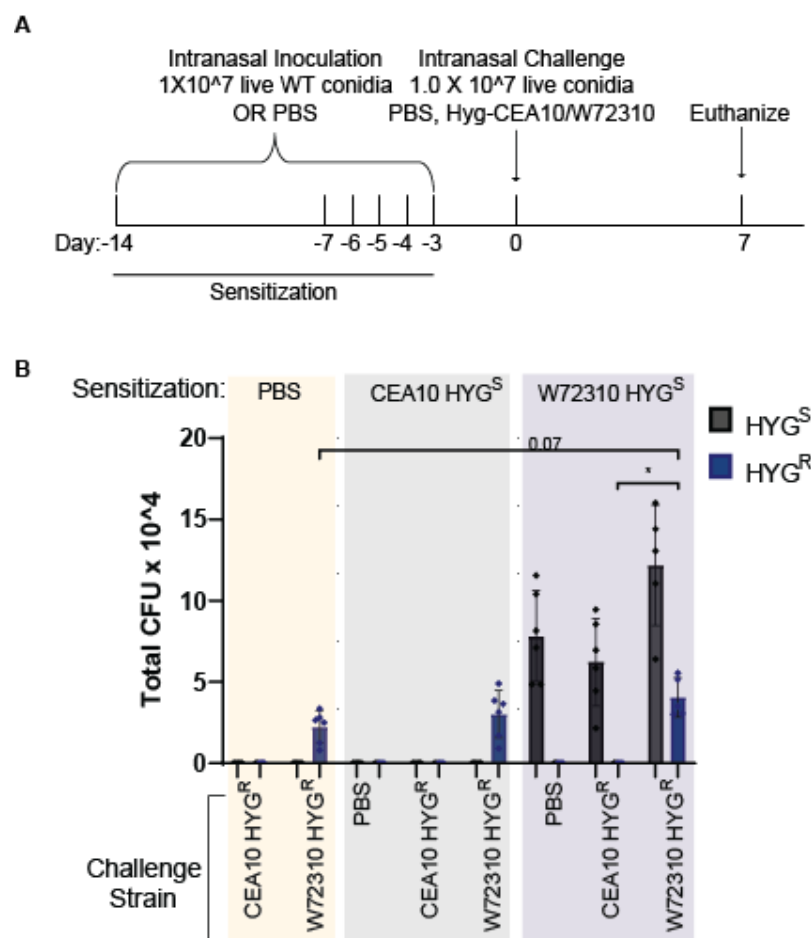 A
Intranasal Inoculation
1X10^7 live WT conidia
OR PBS
Intranasal Challenge
1.0 X 10^7 live conidia
PBS, Hyg-CEA10/W72310
Euthanize
Day:-14 -7 -6 -5 -4 -3 0 7
Sensitization
B
Sensitization: PBS CEA10 HYG^S W72310 HYG^S
HYG^S
HYG^R
Total CFU x 10^4
20
15
10
5
0
0.07
*
CEA10 HYG^R
W72310 HYG^R
PBS
CEA10 HYG^R
W72310 HYG^R
PBS
CEA10 HYG^R
W72310 HYG^R
Challenge
Strain